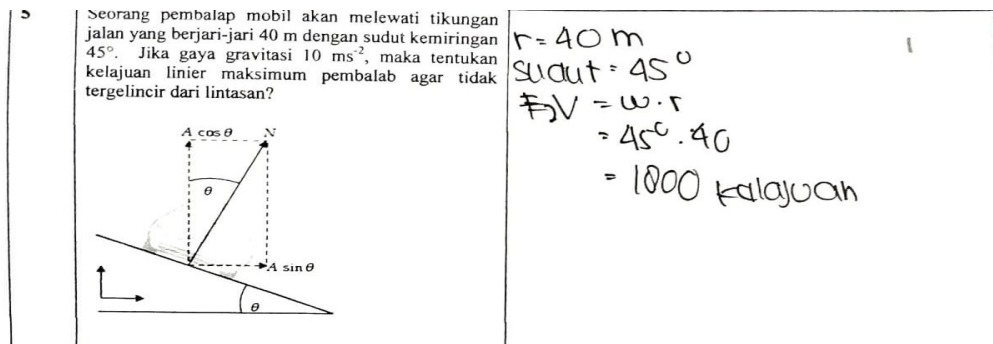 5
Seorang pembalap mobil akan melewati tikungan
jalan yang berjari-jari 40 m dengan sudut kemiringan
45°. Jika gaya gravitasi 10 ms⁻², maka tentukan
kelajuan linier maksimum pembalab agar tidak
tergelincir dari lintasan?
A cos θ N
θ
A sin θ
θ
r = 40 m
sudut = 45°
V = ω . r
= 45° . 40
= 1800 kalajuan
1